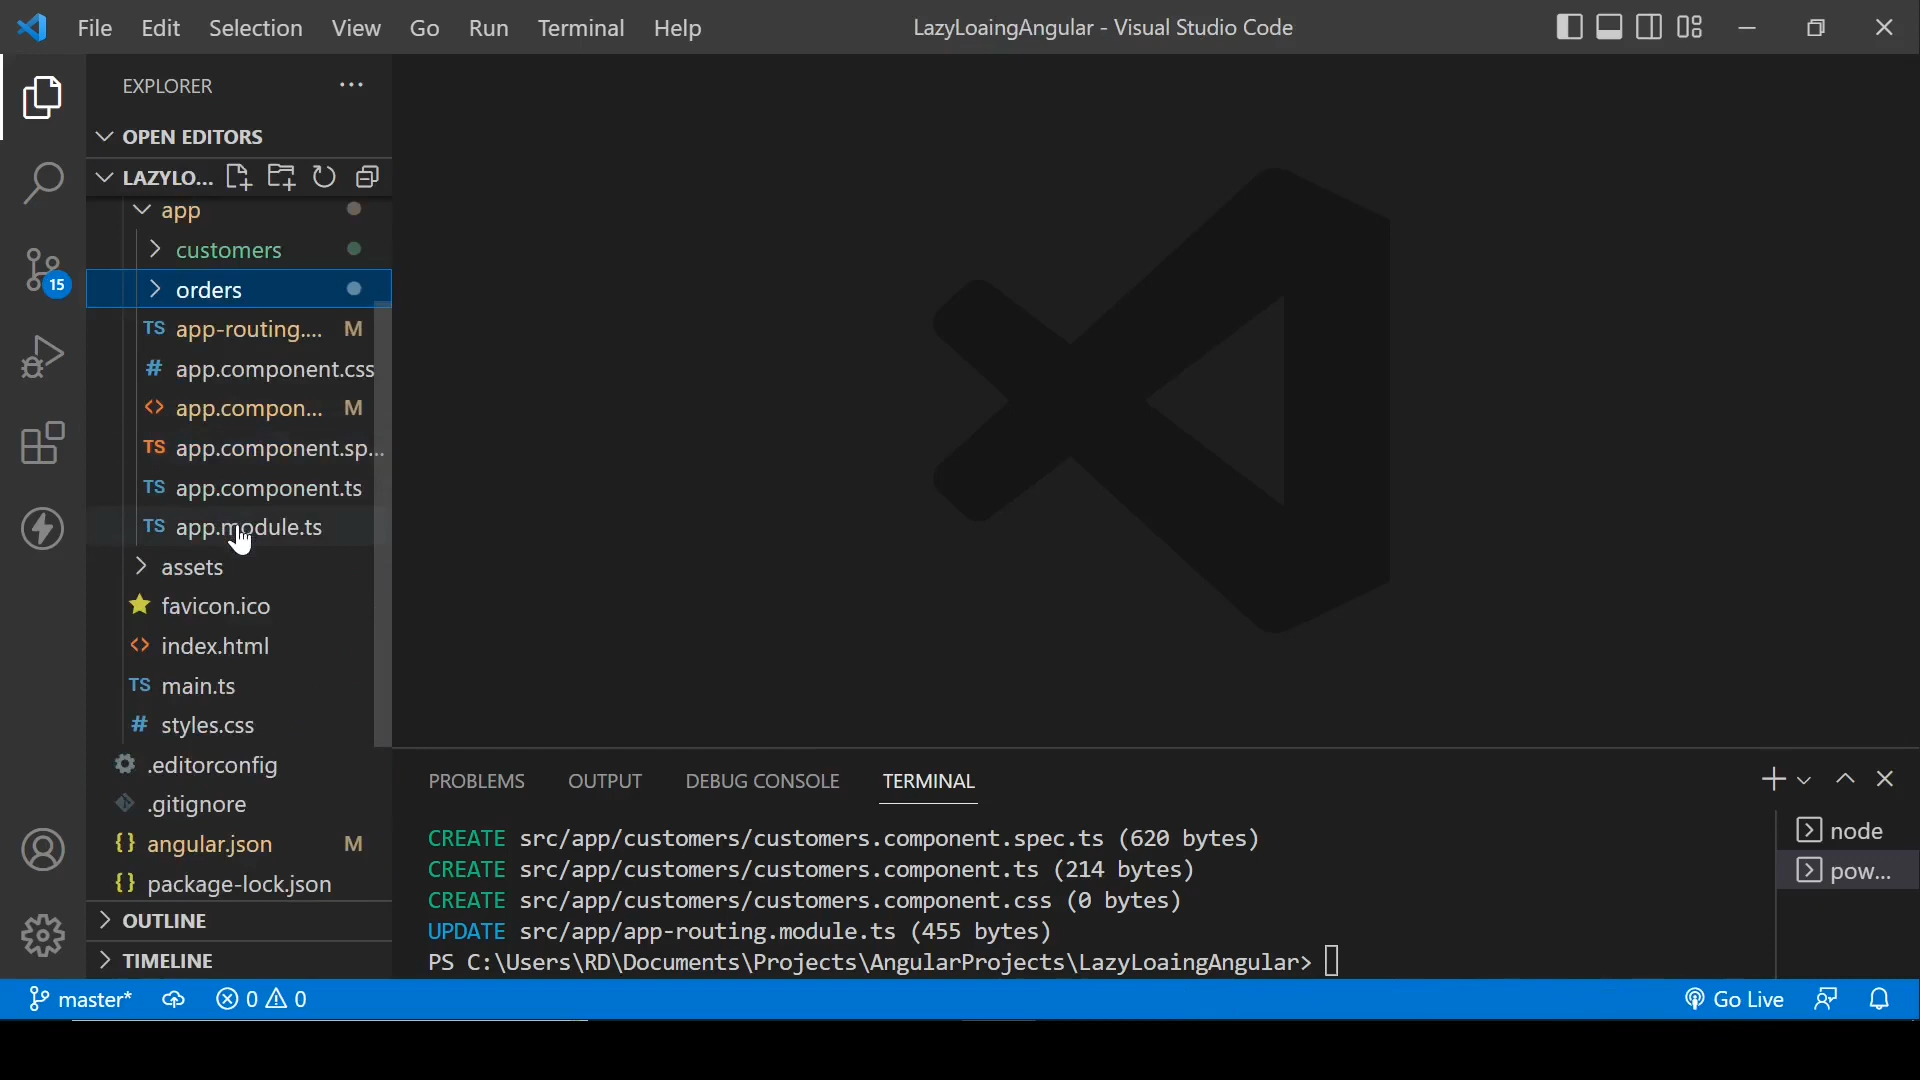 File Edit Selection View Go Run Terminal Help
LazyLoaingAngular - Visual Studio Code
EXPLORER
OPEN EDITORS
LAZYLO...
app
customers
orders
TS app-routing.... M
# app.component.css
<> app.compon... M
TS app.component.sp...
TS app.component.ts
TS app.module.ts
assets
favicon.ico
<> index.html
TS main.ts
# styles.css
.editorconfig
.gitignore
{} angular.json M
{} package-lock.json
OUTLINE
TIMELINE
15
PROBLEMS OUTPUT DEBUG CONSOLE TERMINAL
CREATE src/app/customers/customers.component.spec.ts (620 bytes)
CREATE src/app/customers/customers.component.ts (214 bytes)
CREATE src/app/customers/customers.component.css (0 bytes)
UPDATE src/app/app-routing.module.ts (455 bytes)
PS C:\Users\RD\Documents\Projects\AngularProjects\LazyLoaingAngular>
node
pow...
master* 0 0
Go Live